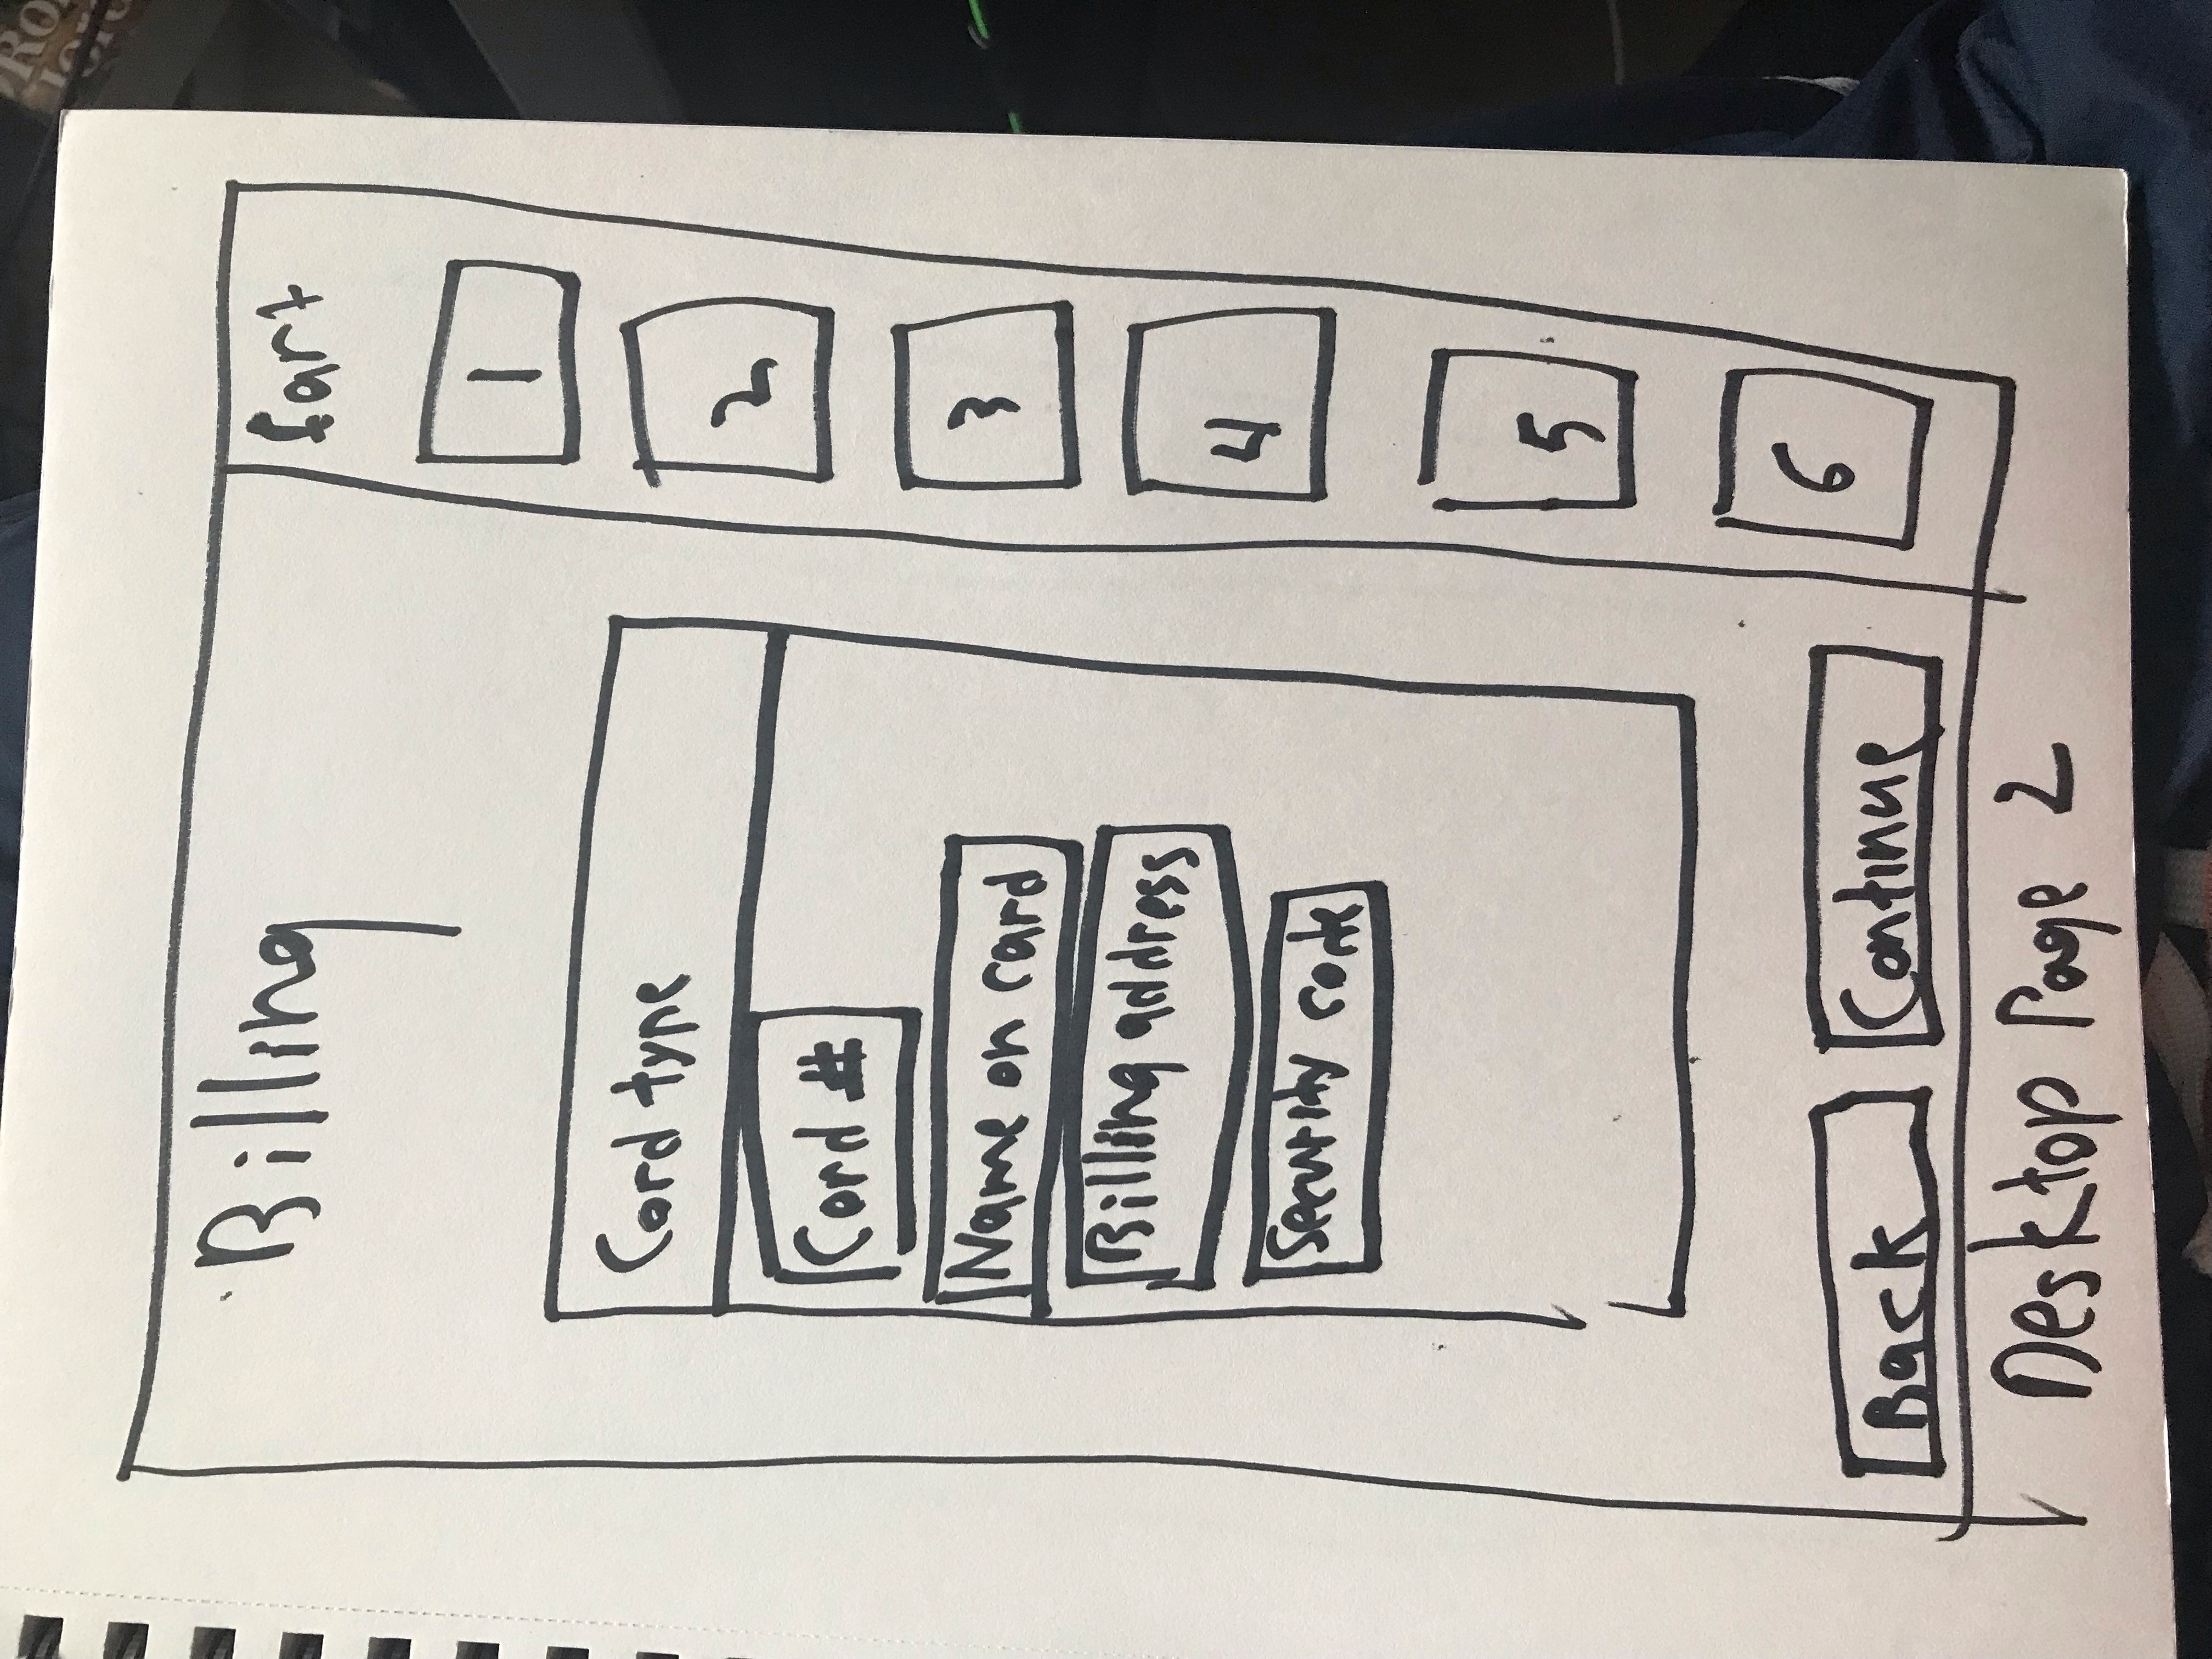 Billing
Cart
1
Card type
2
Card #
3
Name on card
Billing address
4
Security code
5
6
Back
Continue
Desktop Page 2